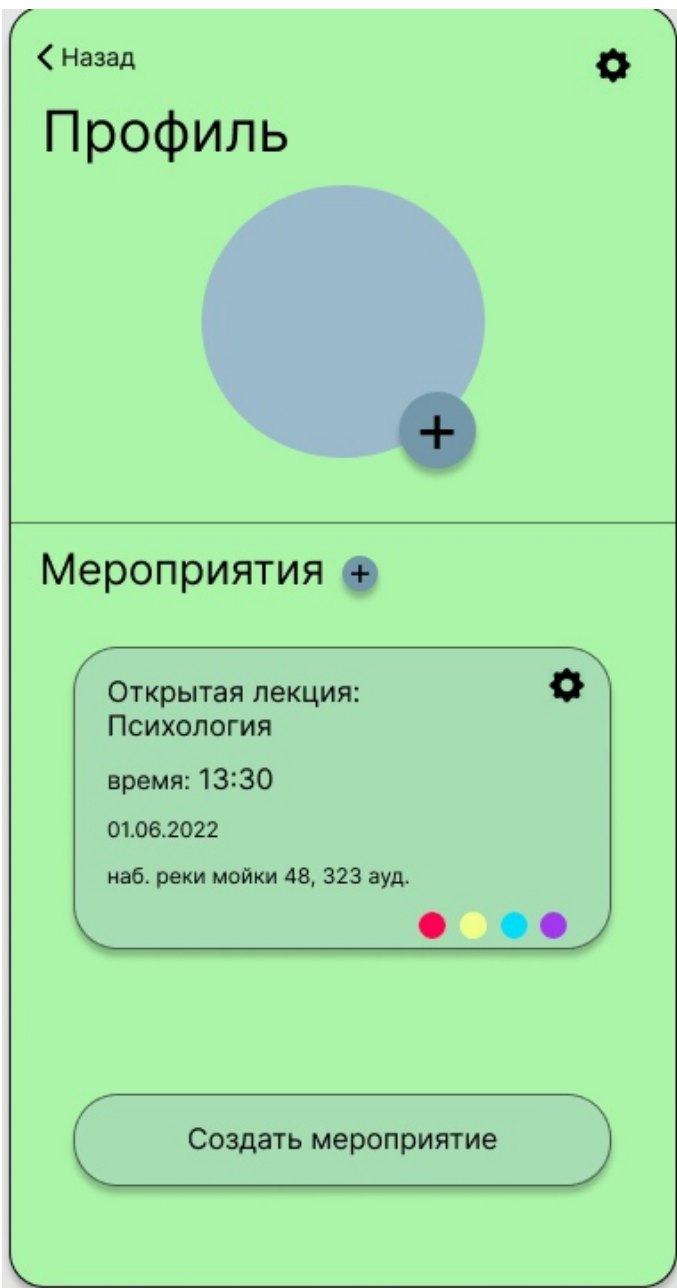 Назад
Профиль
+
Мероприятия +
Открытая лекция:
Психология
время: 13:30
01.06.2022
наб. реки мойки 48, 323 ауд.
Создать мероприятие